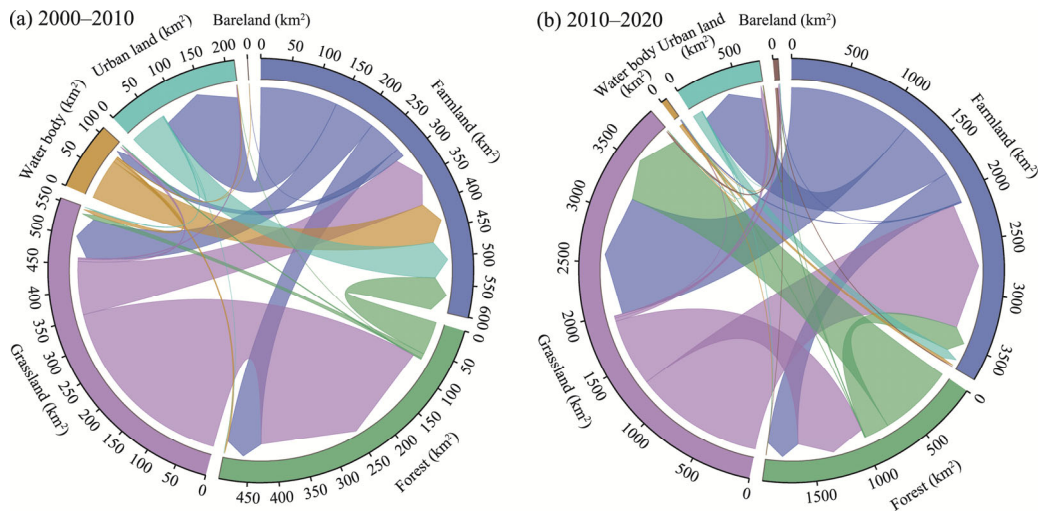 (a) 2000–2010
Bareland (km²)
0
0 50 100 150 200 250 300 350 400 450 500 550 600
Farmland (km²)
0 50 100 150 200 250 300 350 400 450
Forest (km²)
0 50 100 150 200 250 300 350 400 450 500 550
Grassland (km²)
0 50 100
Water body (km²)
0 50 100 150 200
Urban land (km²)
(b) 2010–2020
Bareland (km²)
0
0 500 1000 1500 2000 2500 3000 3500
Farmland (km²)
0 500 1000 1500
Forest (km²)
0 500 1000 1500 2000 2500 3000 3500
Grassland (km²)
0
Water body
(km²)
0 500
Urban land
(km²)